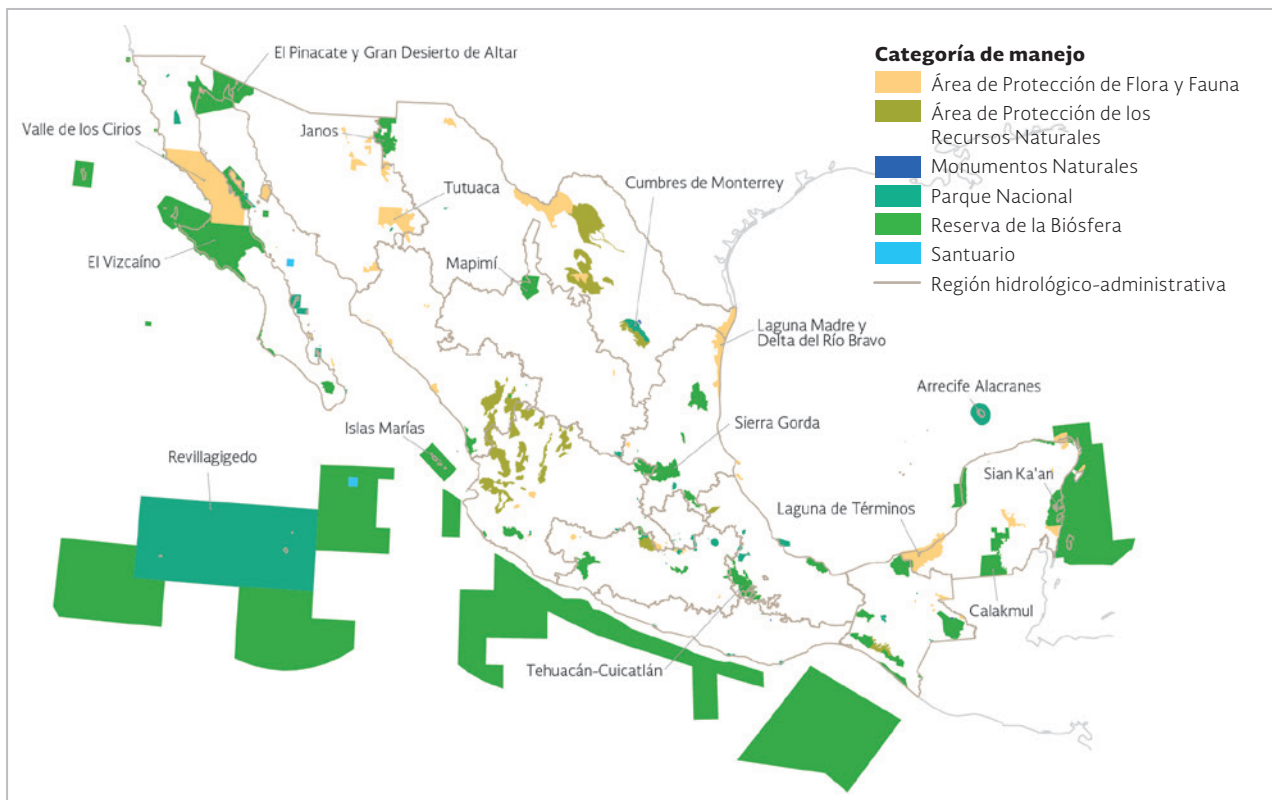 Categoría de manejo
Área de Protección de Flora y Fauna
Área de Protección de los
Recursos Naturales
Monumentos Naturales
Parque Nacional
Reserva de la Biósfera
Santuario
Región hidrológico-administrativa
El Pinacate y Gran Desierto de Altar
Valle de los Cirios
Janos
Tutuaca
Cumbres de Monterrey
El Vizcaíno
Mapimí
Laguna Madre y
Delta del Río Bravo
Arrecife Alacranes
Islas Marías
Sierra Gorda
Revillagigedo
Sian Ka'an
Laguna de Términos
Calakmul
Tehuacán-Cuicatlán